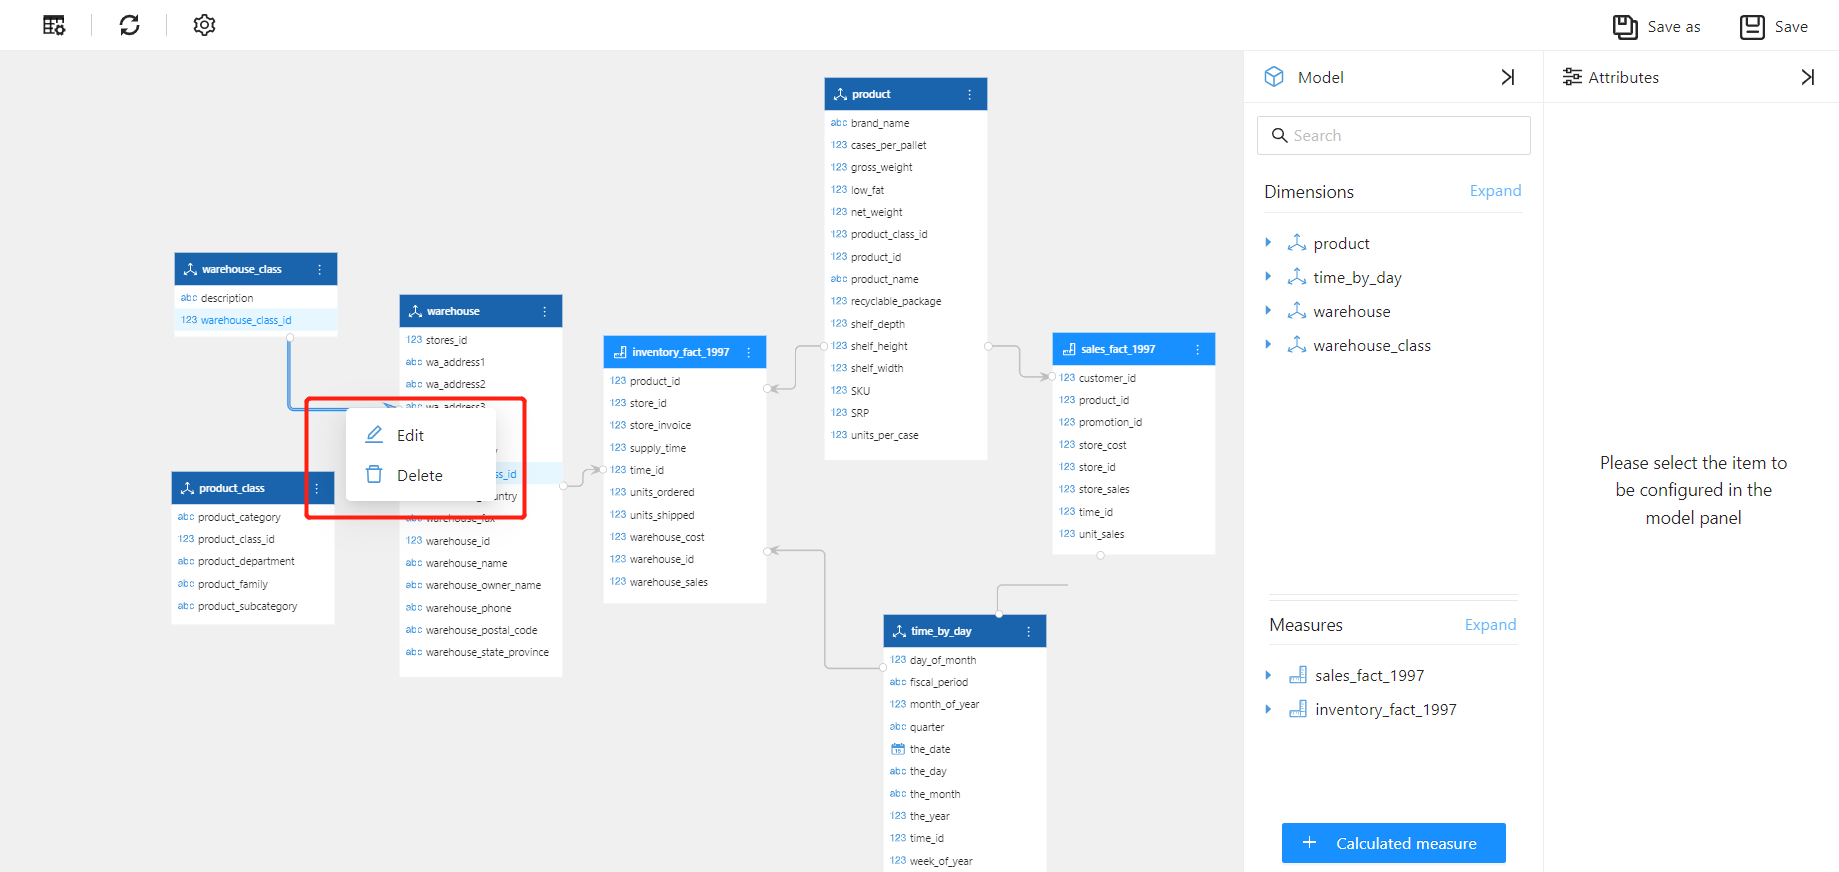 Save as
Save
product
abc brand_name
123 cases_per_pallet
123 gross_weight
123 low_fat
123 net_weight
123 product_class_id
123 product_id
abc product_name
123 recyclable_package
123 shelf_depth
123 shelf_height
123 shelf_width
123 SKU
123 SRP
123 units_per_case
warehouse_class
abc description
123 warehouse_class_id
warehouse
123 stores_id
abc wa_address1
abc wa_address2
abc wa_address3
ss_id
untry
abc warehouse_fax
123 warehouse_id
abc warehouse_name
abc warehouse_owner_name
abc warehouse_phone
abc warehouse_postal_code
abc warehouse_state_province
Edit
Delete
product_class
abc product_category
123 product_class_id
abc product_department
abc product_family
abc product_subcategory
inventory_fact_1997
123 product_id
123 store_id
123 store_invoice
123 supply_time
123 time_id
123 units_ordered
123 units_shipped
123 warehouse_cost
123 warehouse_id
123 warehouse_sales
sales_fact_1997
123 customer_id
123 product_id
123 promotion_id
123 store_cost
123 store_id
123 store_sales
123 time_id
123 unit_sales
time_by_day
123 day_of_month
abc fiscal_period
123 month_of_year
abc quarter
the_date
abc the_day
abc the_month
123 the_year
123 time_id
123 week_of_year
Model
Search
Dimensions
Expand
product
time_by_day
warehouse
warehouse_class
Measures
Expand
sales_fact_1997
inventory_fact_1997
+ Calculated measure
Attributes
Please select the item to
be configured in the
model panel